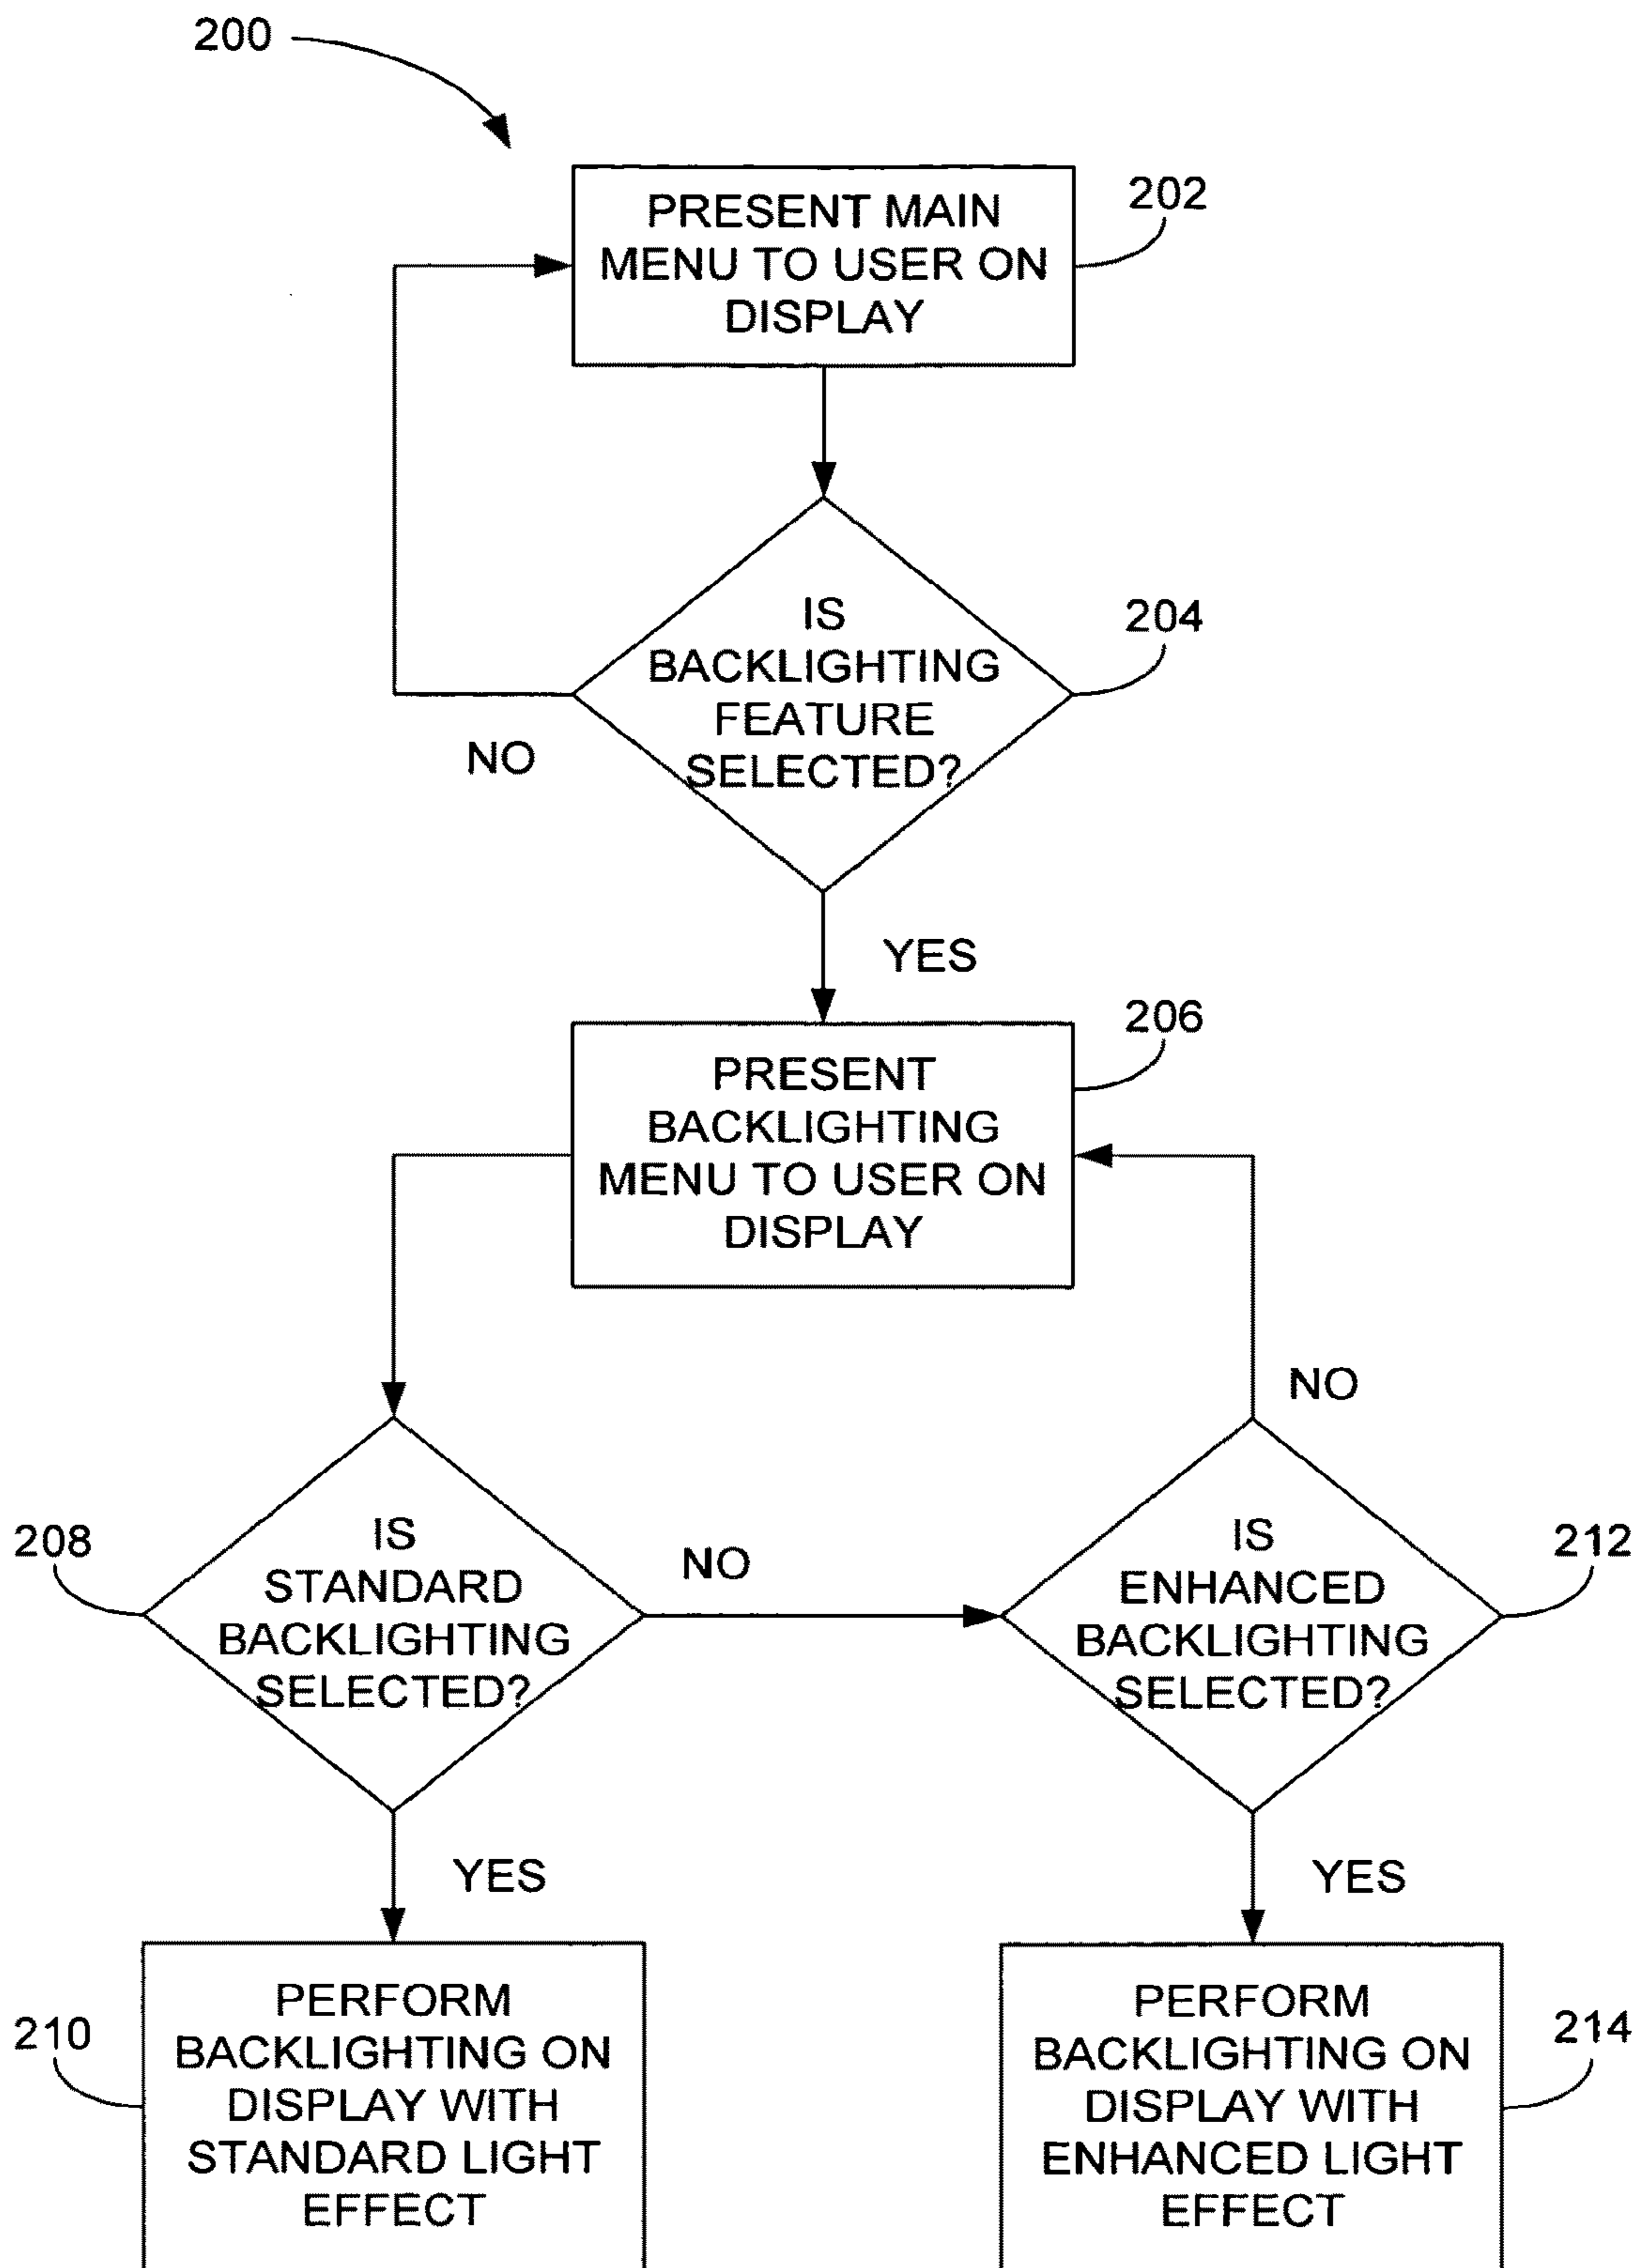 200
PRESENT MAIN
MENU TO USER ON
DISPLAY
202
IS
BACKLIGHTING
FEATURE
SELECTED?
204
NO
YES
206
PRESENT
BACKLIGHTING
MENU TO USER ON
DISPLAY
NO
208
IS
STANDARD
BACKLIGHTING
SELECTED?
NO
IS
ENHANCED
BACKLIGHTING
SELECTED?
212
YES
YES
210
PERFORM
BACKLIGHTING ON
DISPLAY WITH
STANDARD LIGHT
EFFECT
PERFORM
BACKLIGHTING ON
DISPLAY WITH
ENHANCED LIGHT
EFFECT
214